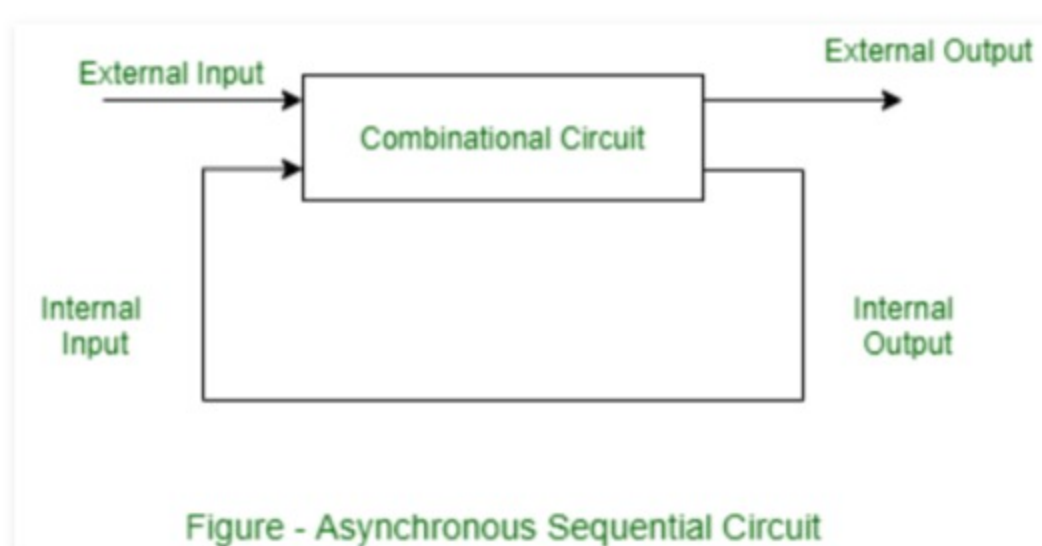 External Input
External Output
Combinational Circuit
Internal
Input
Internal
Output
Figure - Asynchronous Sequential Circuit